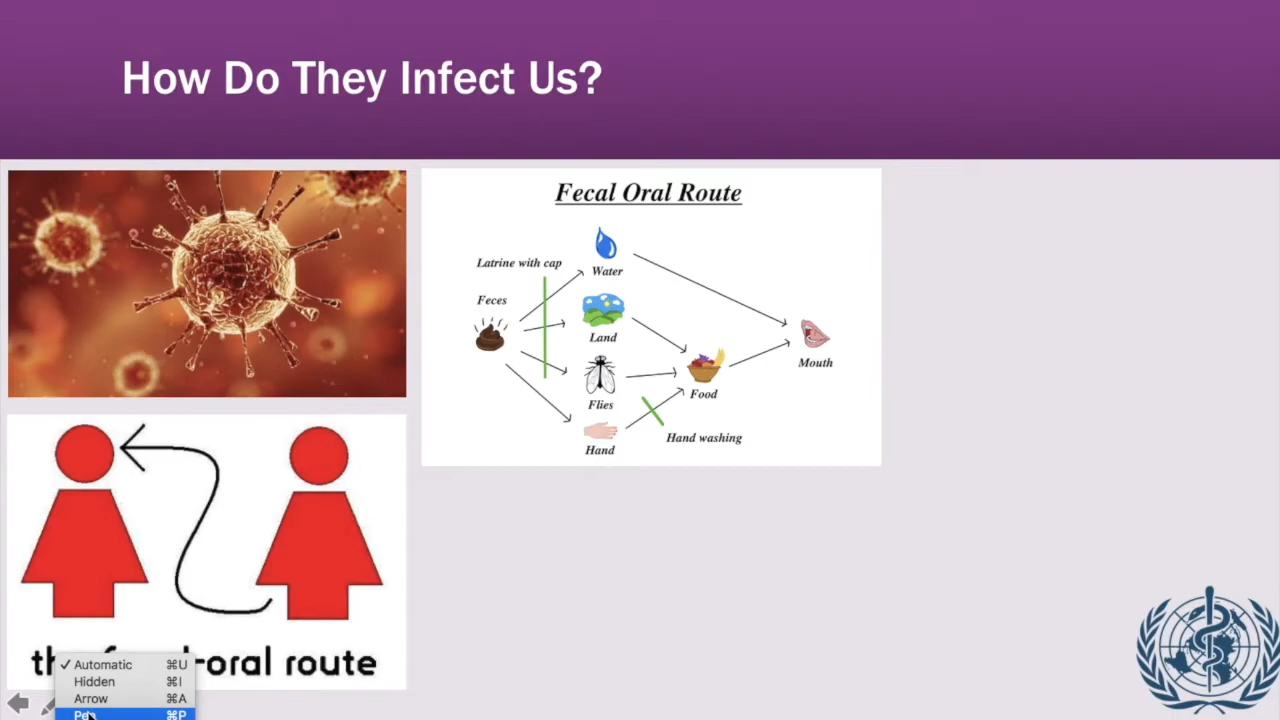 How Do They Infect Us?
Fecal Oral Route
Latrine with cap
Water
Feces
Land
Mouth
Food
Flies
Hand washing
Hand
oral route
✓ Automatic ⌘U
Hidden ⌘I
Arrow ⌘A
⌘P